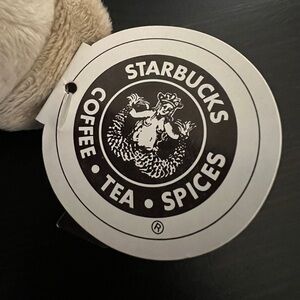 STARBUCKS
COFFEE • TEA • SPICES
®